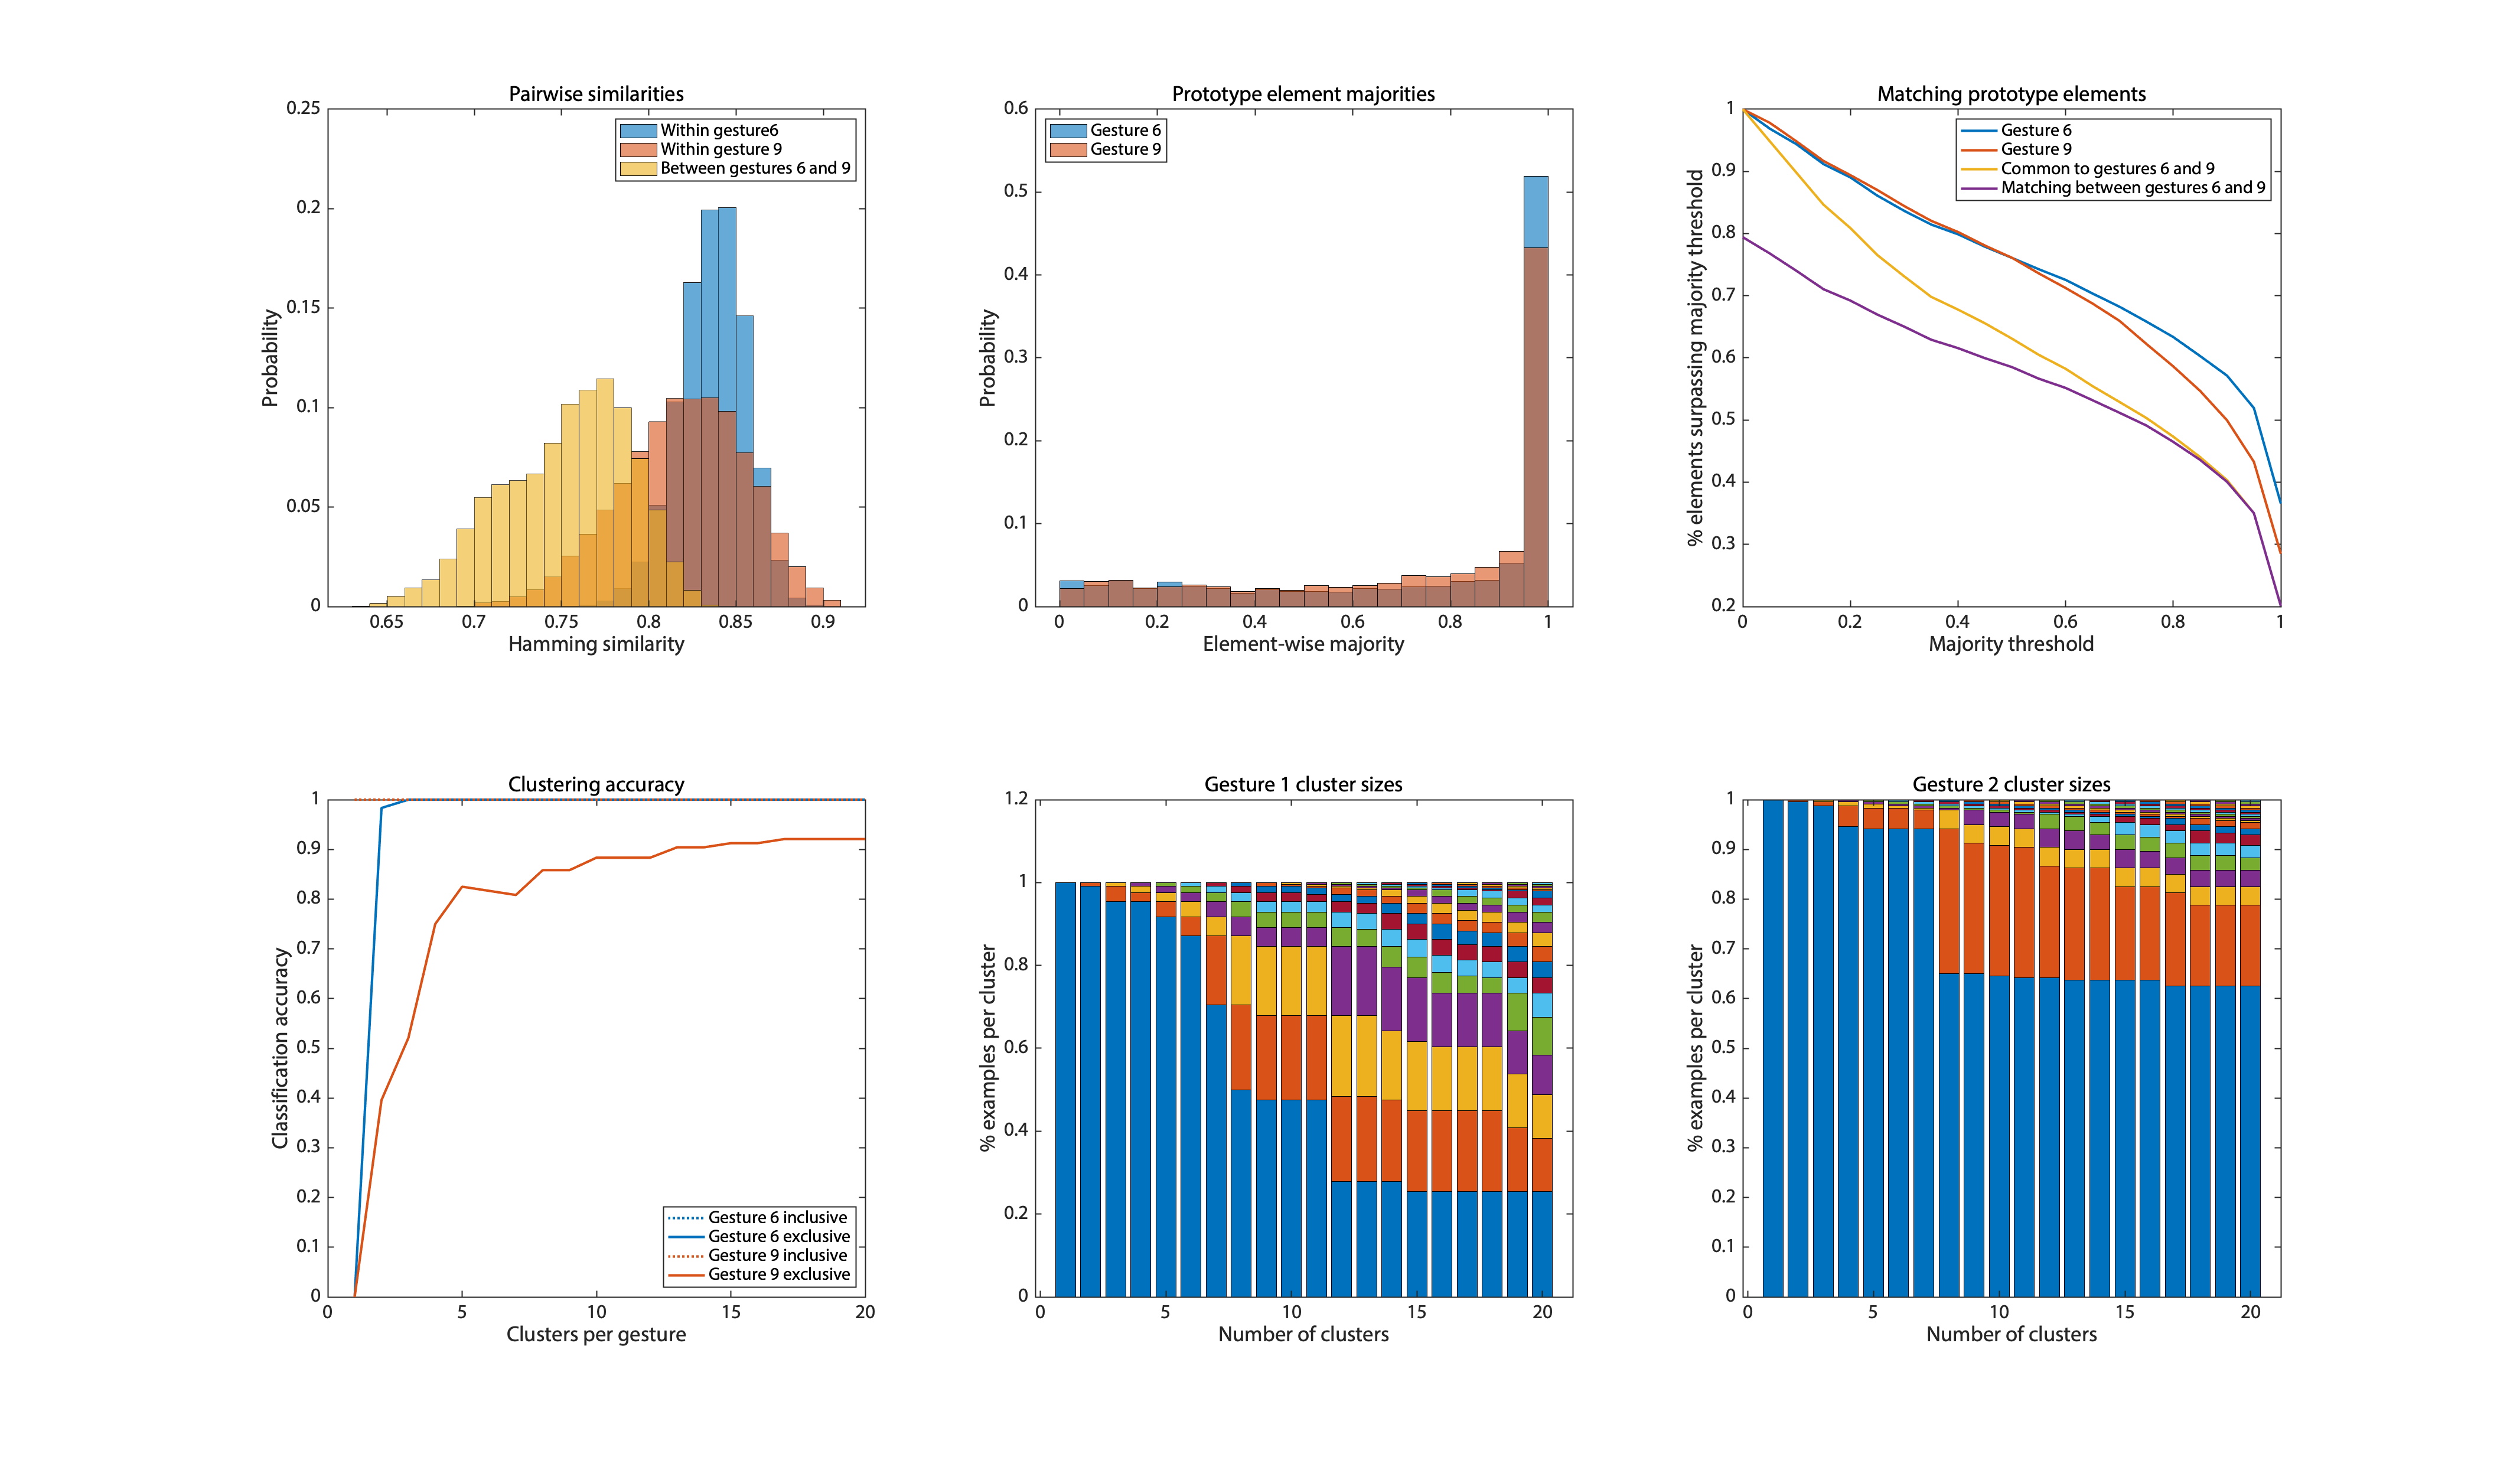 Pairwise similarities
0.25
0.2
0.15
0.1
0.05
0
Probability
Within gesture6
Within gesture 9
Between gestures 6 and 9
0.65 0.7 0.75 0.8 0.85 0.9
Hamming similarity
Prototype element majorities
0.6
0.5
0.4
0.3
0.2
0.1
0
Probability
Gesture 6
Gesture 9
0 0.2 0.4 0.6 0.8 1
Element-wise majority
Matching prototype elements
1
0.9
0.8
0.7
0.6
0.5
0.4
0.3
0.2
% elements surpassing majority threshold
Gesture 6
Gesture 9
Common to gestures 6 and 9
Matching between gestures 6 and 9
0 0.2 0.4 0.6 0.8 1
Majority threshold
Clustering accuracy
1
0.9
0.8
0.7
0.6
0.5
0.4
0.3
0.2
0.1
0
Classification accuracy
Gesture 6 inclusive
Gesture 6 exclusive
Gesture 9 inclusive
Gesture 9 exclusive
0 5 10 15 20
Clusters per gesture
Gesture 1 cluster sizes
1.2
1
0.8
0.6
0.4
0.2
0
% examples per cluster
0 5 10 15 20
Number of clusters
Gesture 2 cluster sizes
1
0.9
0.8
0.7
0.6
0.5
0.4
0.3
0.2
0.1
0
% examples per cluster
0 5 10 15 20
Number of clusters